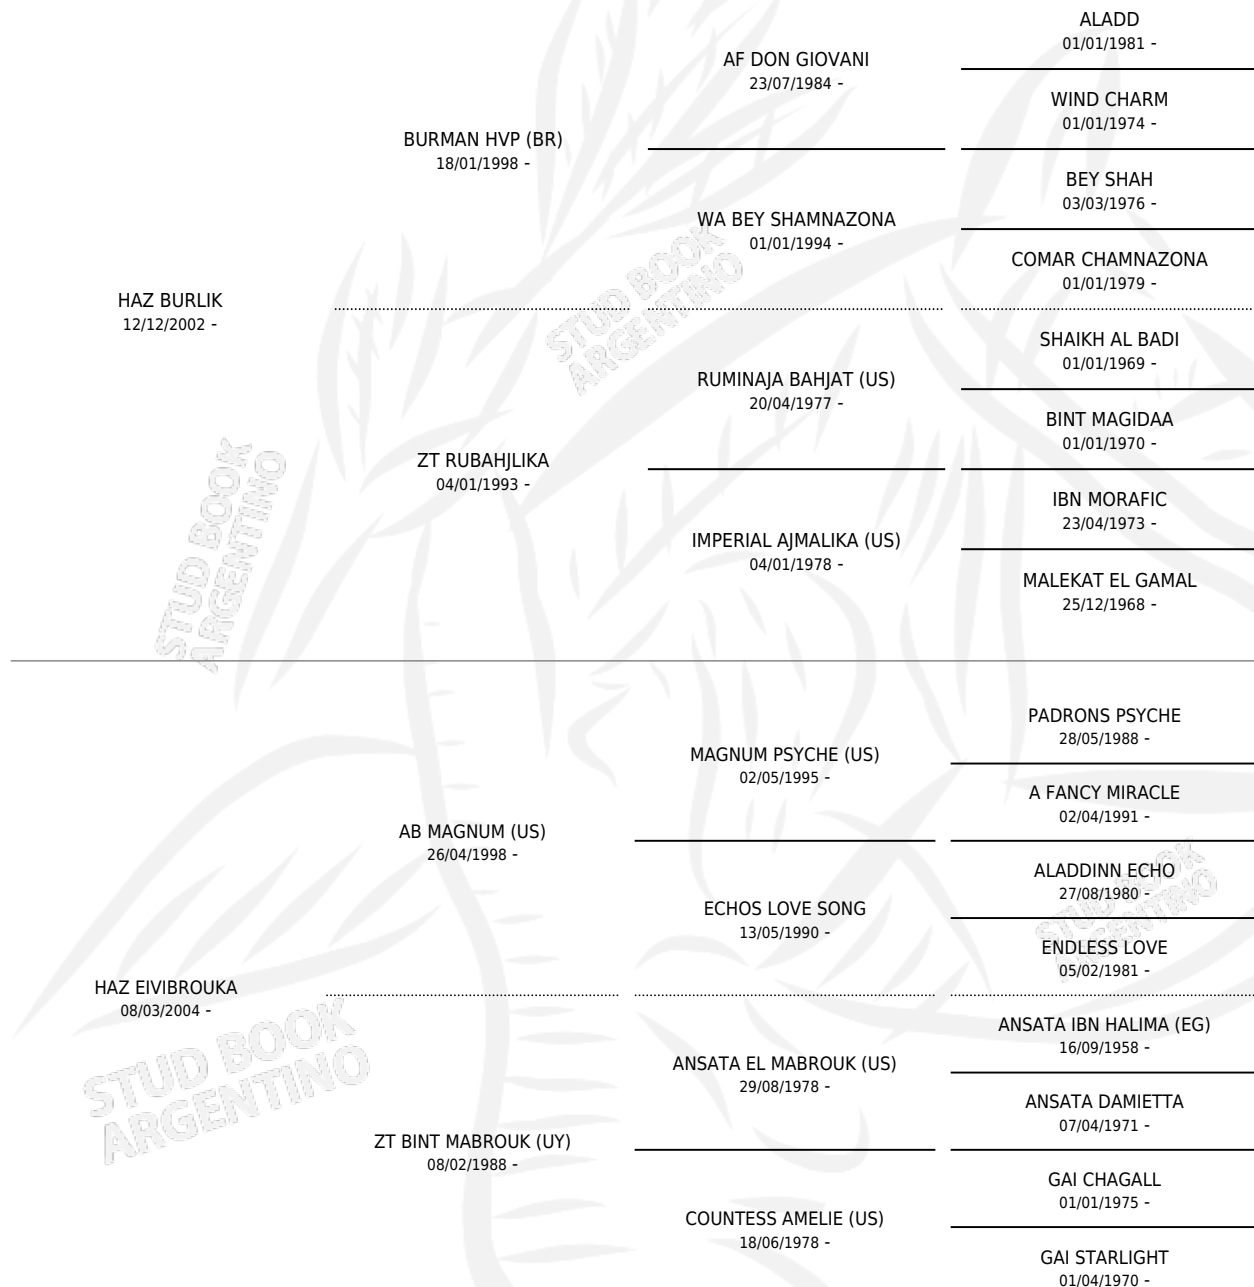 ALADD
01/01/1981 -
AF DON GIOVANI
23/07/1984 -
WIND CHARM
01/01/1974 -
BURMAN HVP (BR)
18/01/1998 -
BEY SHAH
03/03/1976 -
WA BEY SHAMNAZONA
01/01/1994 -
COMAR CHAMNAZONA
01/01/1979 -
HAZ BURLIK
12/12/2002 -
STUD BOOK
ARGENTINO
SHAIKH AL BADI
01/01/1969 -
RUMINAJA BAHJAT (US)
20/04/1977 -
BINT MAGIDAA
01/01/1970 -
ZT RUBAHJLIKA
04/01/1993 -
IBN MORAFIC
23/04/1973 -
IMPERIAL AJMALIKA (US)
04/01/1978 -
MALEKAT EL GAMAL
25/12/1968 -
STUD BOOK
ARGENTINO
PADRONS PSYCHE
28/05/1988 -
MAGNUM PSYCHE (US)
02/05/1995 -
A FANCY MIRACLE
02/04/1991 -
AB MAGNUM (US)
26/04/1998 -
ALADDINN ECHO
27/08/1980 -
ECHOS LOVE SONG
13/05/1990 -
ENDLESS LOVE
05/02/1981 -
STUD BOOK
ARGENTINO
HAZ EIVIBROUKA
08/03/2004 -
ANSATA IBN HALIMA (EG)
16/09/1958 -
ANSATA EL MABROUK (US)
29/08/1978 -
ANSATA DAMIETTA
07/04/1971 -
STUD BOOK
ARGENTINO
ZT BINT MABROUK (UY)
08/02/1988 -
GAI CHAGALL
01/01/1975 -
COUNTESS AMELIE (US)
18/06/1978 -
GAI STARLIGHT
01/04/1970 -